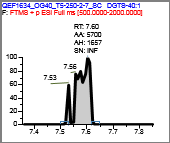 QEF1634_OG40_T5-250-2-7_8C DGTS-40:1
F: FTMS + p ESI Full ms [500.0000-2000.0000]
RT: 7.60
AA: 5700
AH: 1657
SN: INF
100
7.56
80
7.53
60
40
20
0
7.4 7.5 7.6 7.7 7.8